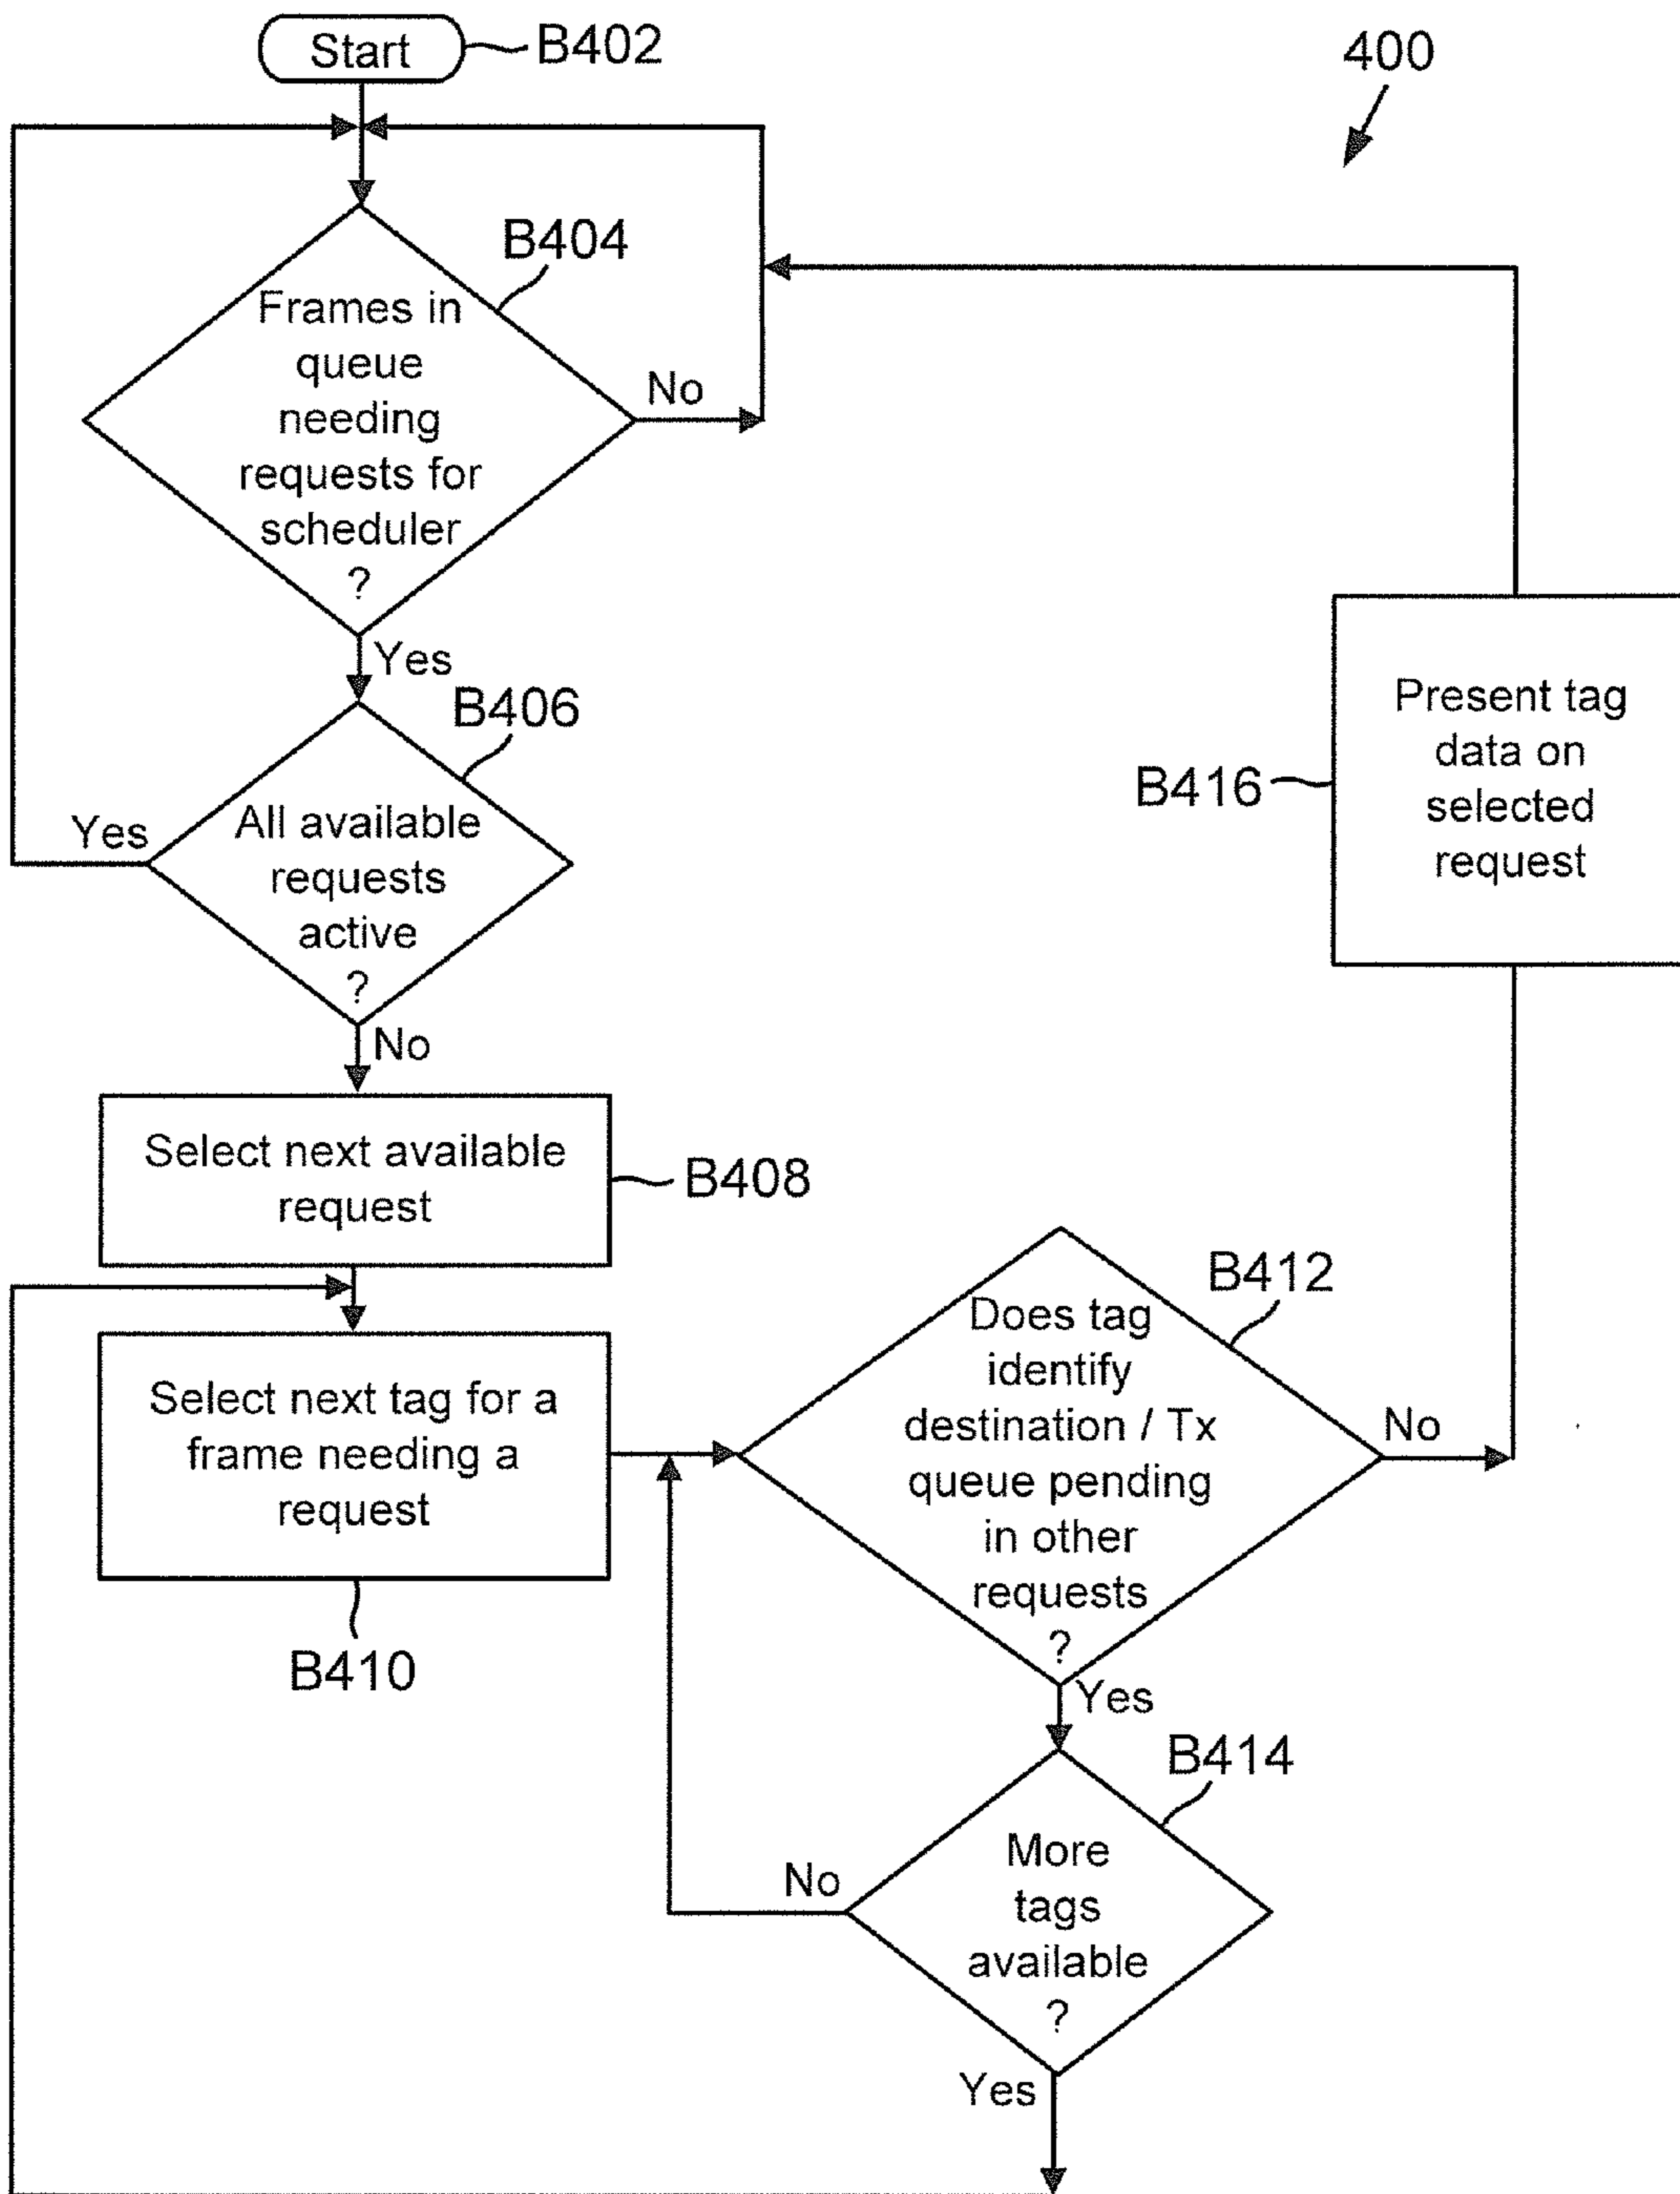 Start
B402
400
B404
Frames in
queue
needing
requests for
scheduler
?
No
Yes
B406
All available
requests
active
?
Yes
No
Present tag
data on
selected
request
B416
Select next available
request
B408
Select next tag for a
frame needing a
request
B410
B412
Does tag
identify
destination / Tx
queue pending
in other
requests
?
No
Yes
B414
More
tags
available
?
No
Yes